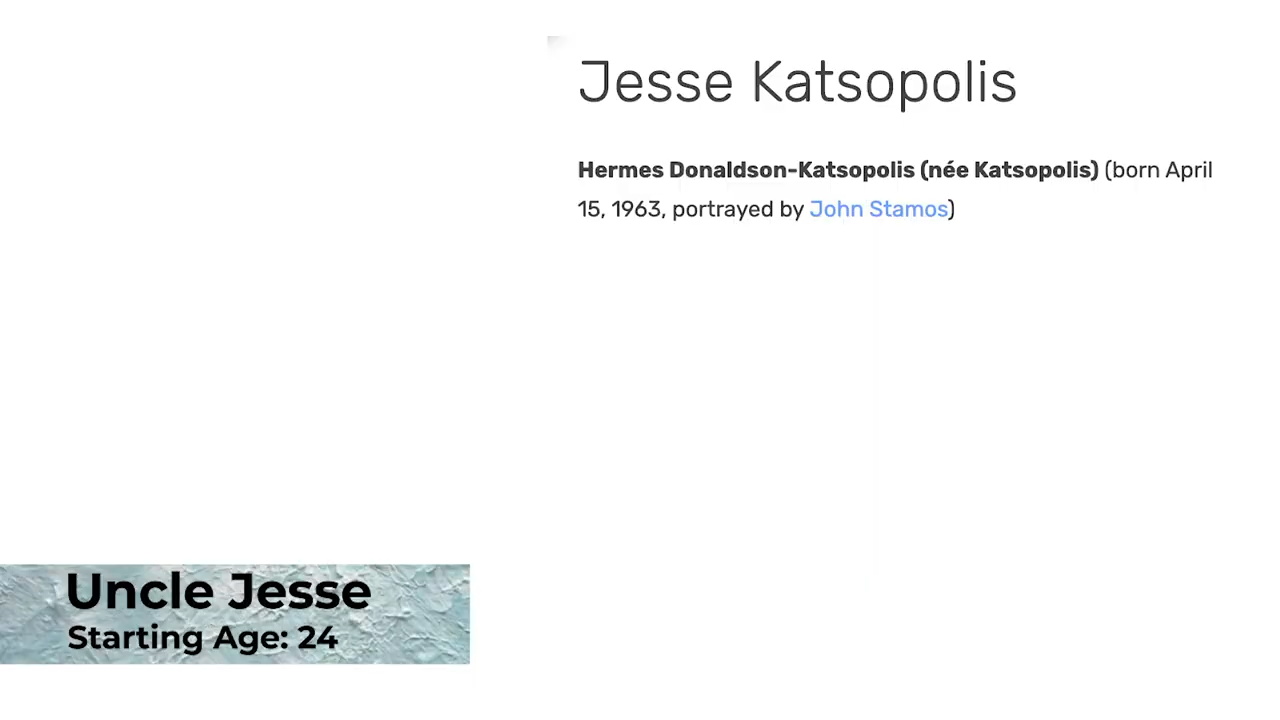 Jesse Katsopolis
Hermes Donaldson-Katsopolis (née Katsopolis) (born April
15, 1963, portrayed by John Stamos)
Uncle Jesse
Starting Age: 24